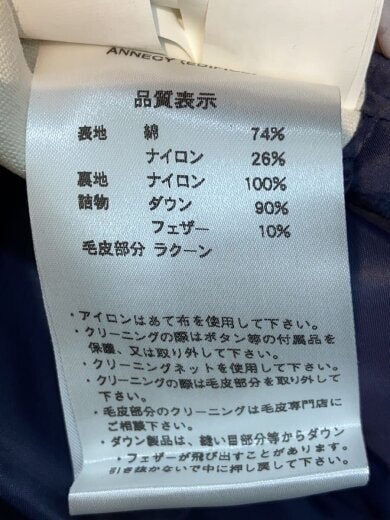 ANNECY
品質表示
表地 綿 74%
ナイロン 26%
裏地 ナイロン 100%
詰物 ダウン 90%
フェザー 10%
毛皮部分 ラクーン
・アイロンはあて布を使用して下さい。
・クリーニングの際はボタン等の付属品を
保護、又は取り外して下さい。
・クリーニングネットを使用して下さい。
・クリーニングの際は毛皮部分を取り外して
下さい。
・毛皮部分のクリーニングは毛皮専門店に
ご相談下さい。
・ダウン製品は、縫い目部分等からダウン
・フェザーが飛び出すことがあります。
引き抜かないで中に押し戻して下さい。